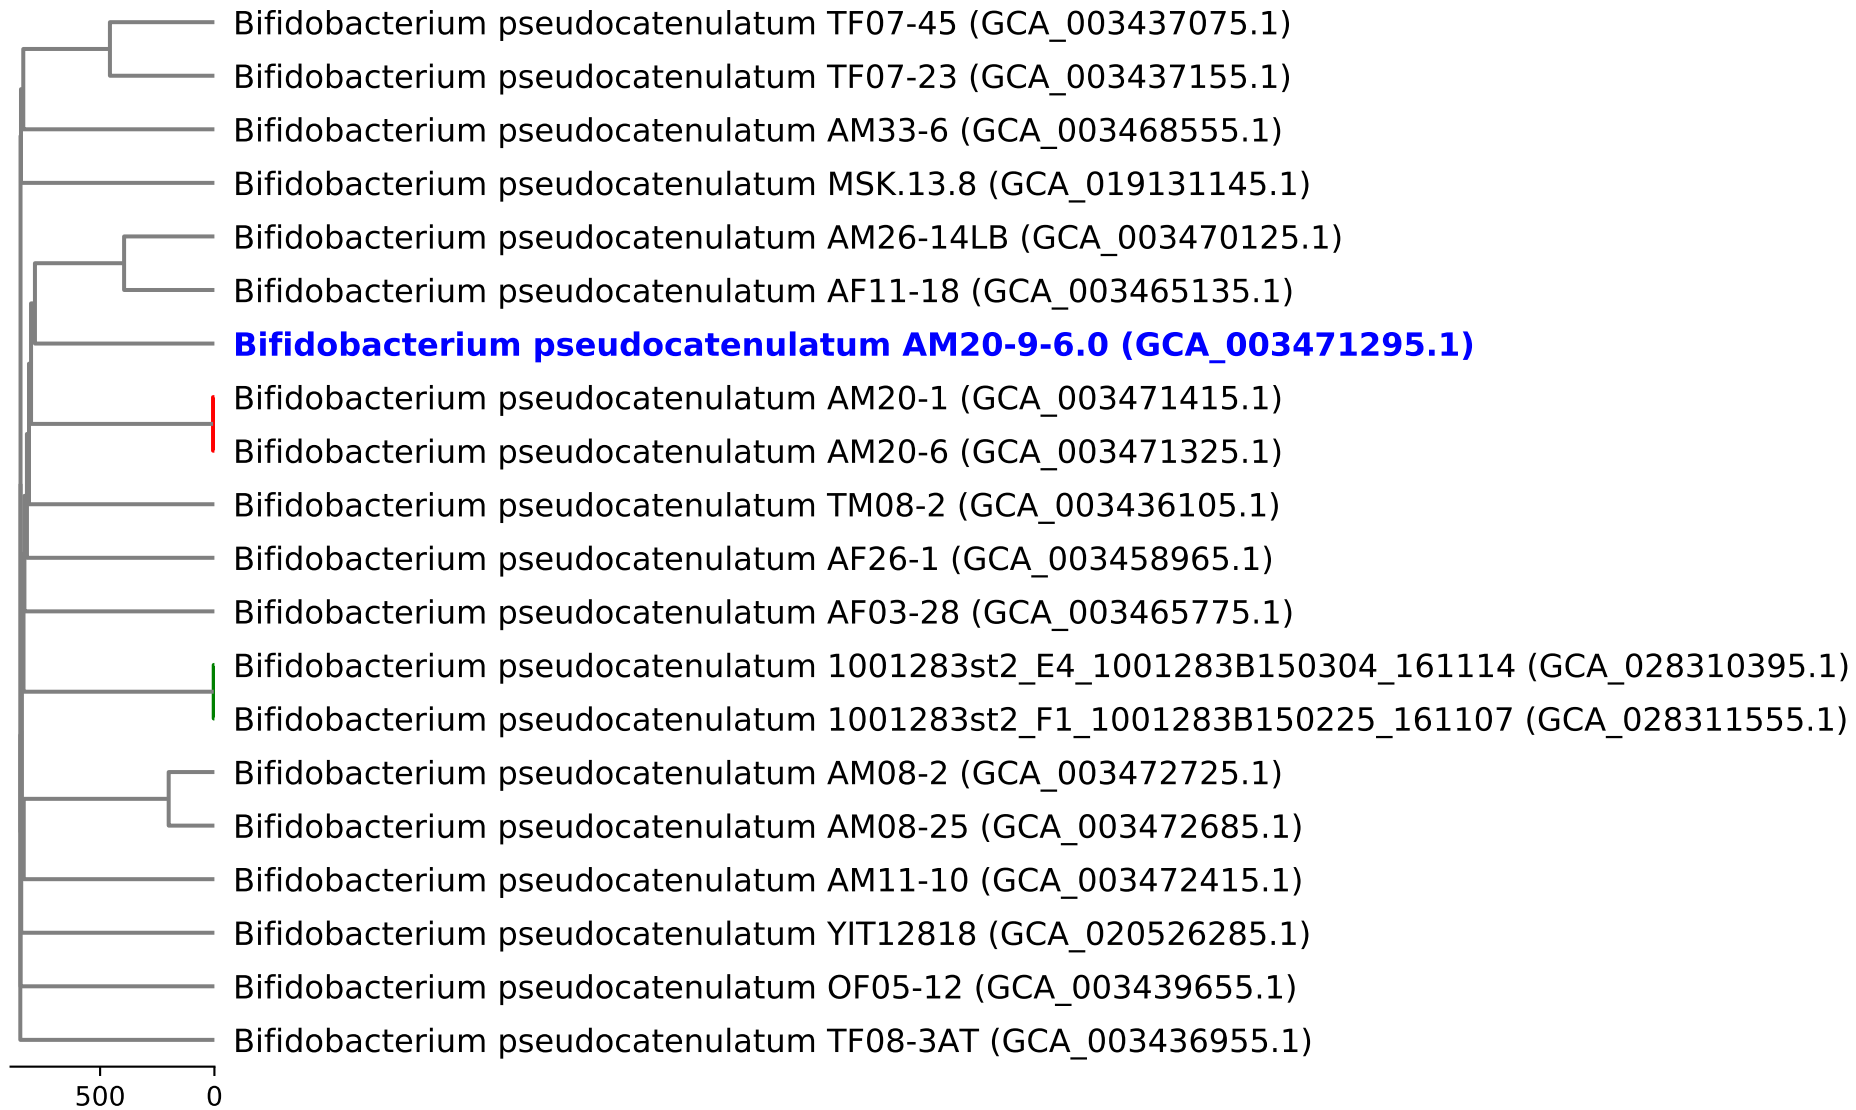 Bifidobacterium pseudocatenulatum TF07-45 (GCA_003437075.1)
Bifidobacterium pseudocatenulatum TF07-23 (GCA_003437155.1)
Bifidobacterium pseudocatenulatum AM33-6 (GCA_003468555.1)
Bifidobacterium pseudocatenulatum MSK.13.8 (GCA_019131145.1)
Bifidobacterium pseudocatenulatum AM26-14LB (GCA_003470125.1)
Bifidobacterium pseudocatenulatum AF11-18 (GCA_003465135.1)
Bifidobacterium pseudocatenulatum AM20-9-6.0 (GCA_003471295.1)
Bifidobacterium pseudocatenulatum AM20-1 (GCA_003471415.1)
Bifidobacterium pseudocatenulatum AM20-6 (GCA_003471325.1)
Bifidobacterium pseudocatenulatum TM08-2 (GCA_003436105.1)
Bifidobacterium pseudocatenulatum AF26-1 (GCA_003458965.1)
Bifidobacterium pseudocatenulatum AF03-28 (GCA_003465775.1)
Bifidobacterium pseudocatenulatum 1001283st2_E4_1001283B150304_161114 (GCA_028310395.1)
Bifidobacterium pseudocatenulatum 1001283st2_F1_1001283B150225_161107 (GCA_028311555.1)
Bifidobacterium pseudocatenulatum AM08-2 (GCA_003472725.1)
Bifidobacterium pseudocatenulatum AM08-25 (GCA_003472685.1)
Bifidobacterium pseudocatenulatum AM11-10 (GCA_003472415.1)
Bifidobacterium pseudocatenulatum YIT12818 (GCA_020526285.1)
Bifidobacterium pseudocatenulatum OF05-12 (GCA_003439655.1)
Bifidobacterium pseudocatenulatum TF08-3AT (GCA_003436955.1)
500 0